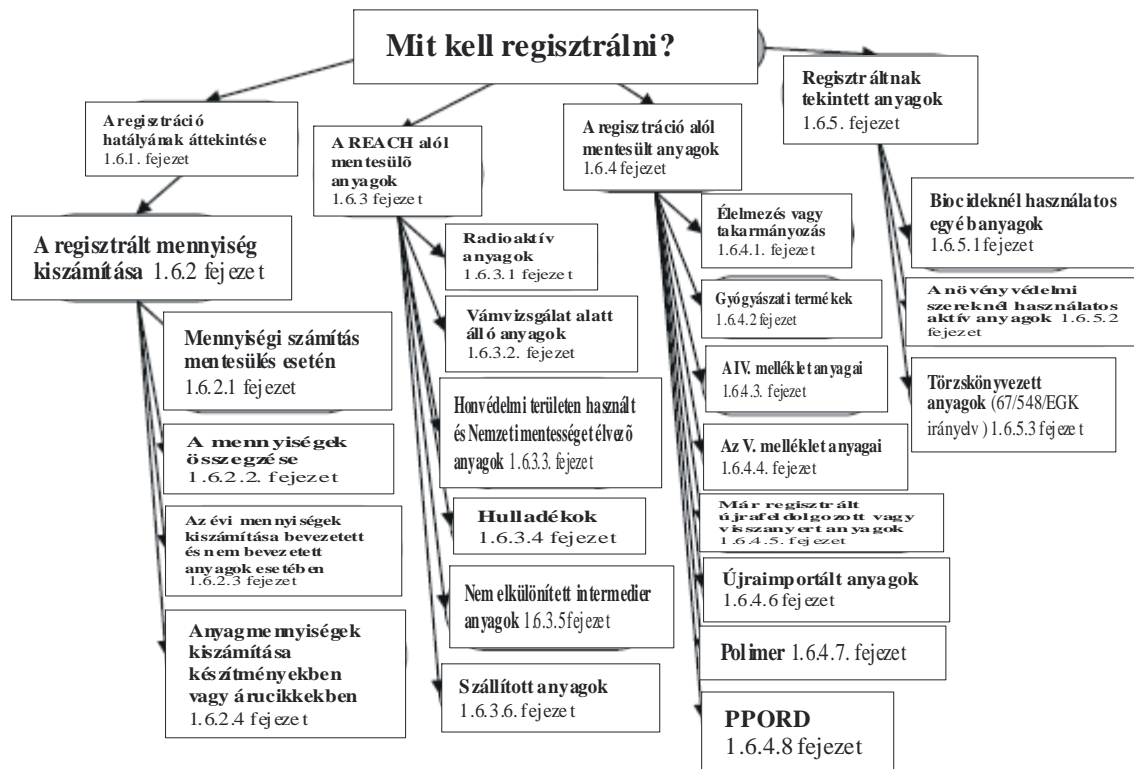 Mit kell regisztrálni?
A regisztráció
hatályának áttekintése
1.6.1. fejezet
A regisztrált mennyiség
kiszámítása 1.6.2 fejezet
Mennyiségi számítás
mentesülés esetén
1.6.2.1 fejezet
A mennyiségek
összegzése
1.6.2.2. fejezet
Az évi mennyiségek
kiszámítása bevezetett
és nem bevezetett
anyagok esetében
1.6.2.3 fejezet
Anyagmennyiségek
kiszámítása
készítményekben
vagy árucikkekben
1.6.2.4 fejezet
A REACH alól
mentesülõ
anyagok
1.6.3 fejezet
Radioaktív
anyagok
1.6.3.1 fejezet
Vámvizsgálat alatt
álló anyagok
1.6.3.2. fejezet
Honvédelmi területen használt
és Nemzeti mentességet élvezõ
anyagok 1.6.3.3. fejezet
Hulladékok
1.6.3.4 fejezet
Nem elkülönített intermedier
anyagok 1.6.3.5 fejezet
Szállított anyagok
1.6.3.6. fejezet
A regisztráció alól
mentesült anyagok
1.6.4 fejezet
Élelmezés vagy
takarmányozás
1.6.4.1. fejezet
Gyógyászati termékek
1.6.4.2 fejezet
A IV. melléklet anyagai
1.6.4.3. fejezet
Az V. melléklet anyagai
1.6.4.4. fejezet
Már regisztrált
újrafeldolgozott vagy
visszanyert anyagok
1.6.4.5. fejezet
Újraimportált anyagok
1.6.4.6 fejezet
Polimer 1.6.4.7. fejezet
PPORD
1.6.4.8 fejezet
Regisztráltnak
tekintett anyagok
1.6.5. fejezet
Biocideknél használatos
egyéb anyagok
1.6.5.1 fejezet
A növényvédelmi
szereknél használatos
aktív anyagok 1.6.5.2
fejezet
Törzskönyvezett
anyagok (67/548/EGK
irányelv ) 1.6.5.3 fejezet